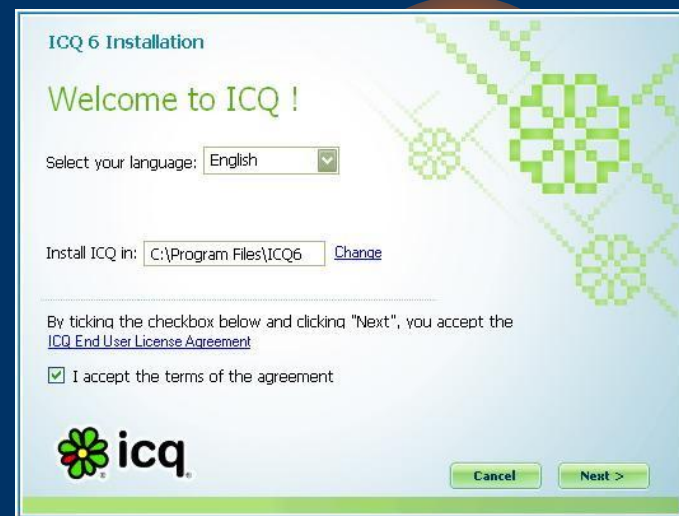 ICQ 6 Installation
Welcome to ICQ !
Select your language: English
Install ICQ in: C:\Program Files\ICQ6 Change
By ticking the checkbox below and clicking "Next", you accept the
ICQ End User License Agreement
I accept the terms of the agreement
icq
Cancel Next >